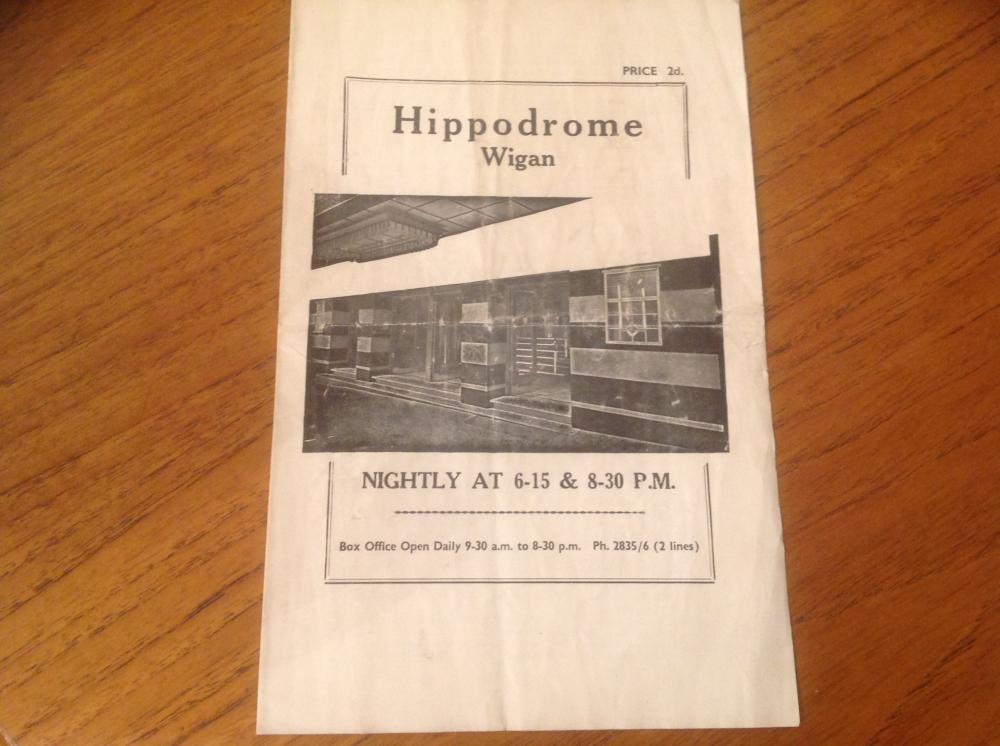 PRICE 2d.
Hippodrome
Wigan
NIGHTLY AT 6-15 & 8-30 P.M.
Box Office Open Daily 9-30 a.m. to 8-30 p.m. Ph. 2835/6 (2 lines)